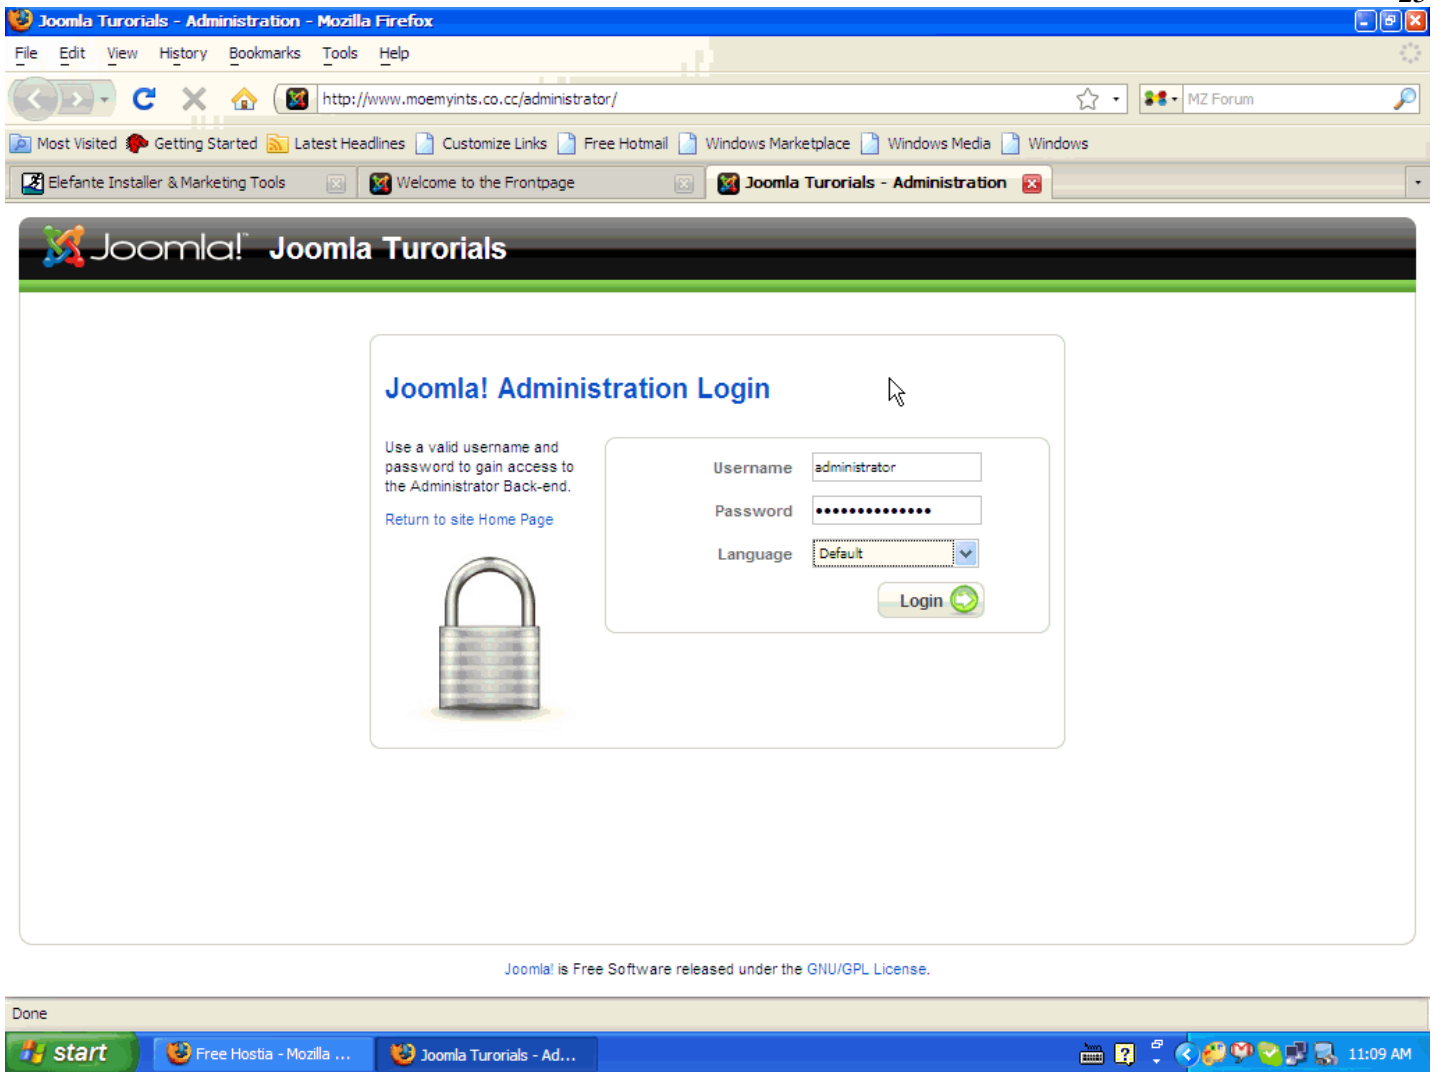 Joomla Turorials - Administration - Mozilla Firefox
File Edit View History Bookmarks Tools Help
http://www.moemyints.co.cc/administrator/ MZ Forum
Most Visited Getting Started Latest Headlines Customize Links Free Hotmail Windows Marketplace Windows Media Windows
Elefante Installer & Marketing Tools Welcome to the Frontpage Joomla Turorials - Administration
Joomla!™ Joomla Turorials
Joomla! Administration Login
Use a valid username and
password to gain access to
the Administrator Back-end.
Return to site Home Page
Username administrator
Password ••••••••••••••
Language Default
Login
Joomla! is Free Software released under the GNU/GPL License.
Done
start Free Hostia - Mozilla ... Joomla Turorials - Ad... 11:09 AM